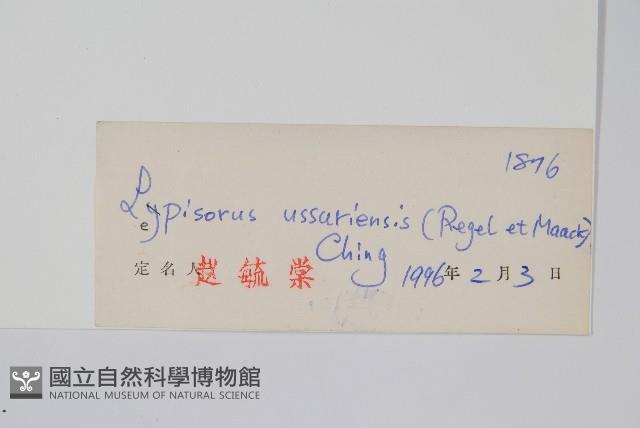 1876
Lepisorus ussuriensis (Regel et Maack)
Ching
定名人 趙毓棠 1996年2月3日
國立自然科學博物館
NATIONAL MUSEUM OF NATURAL SCIENCE